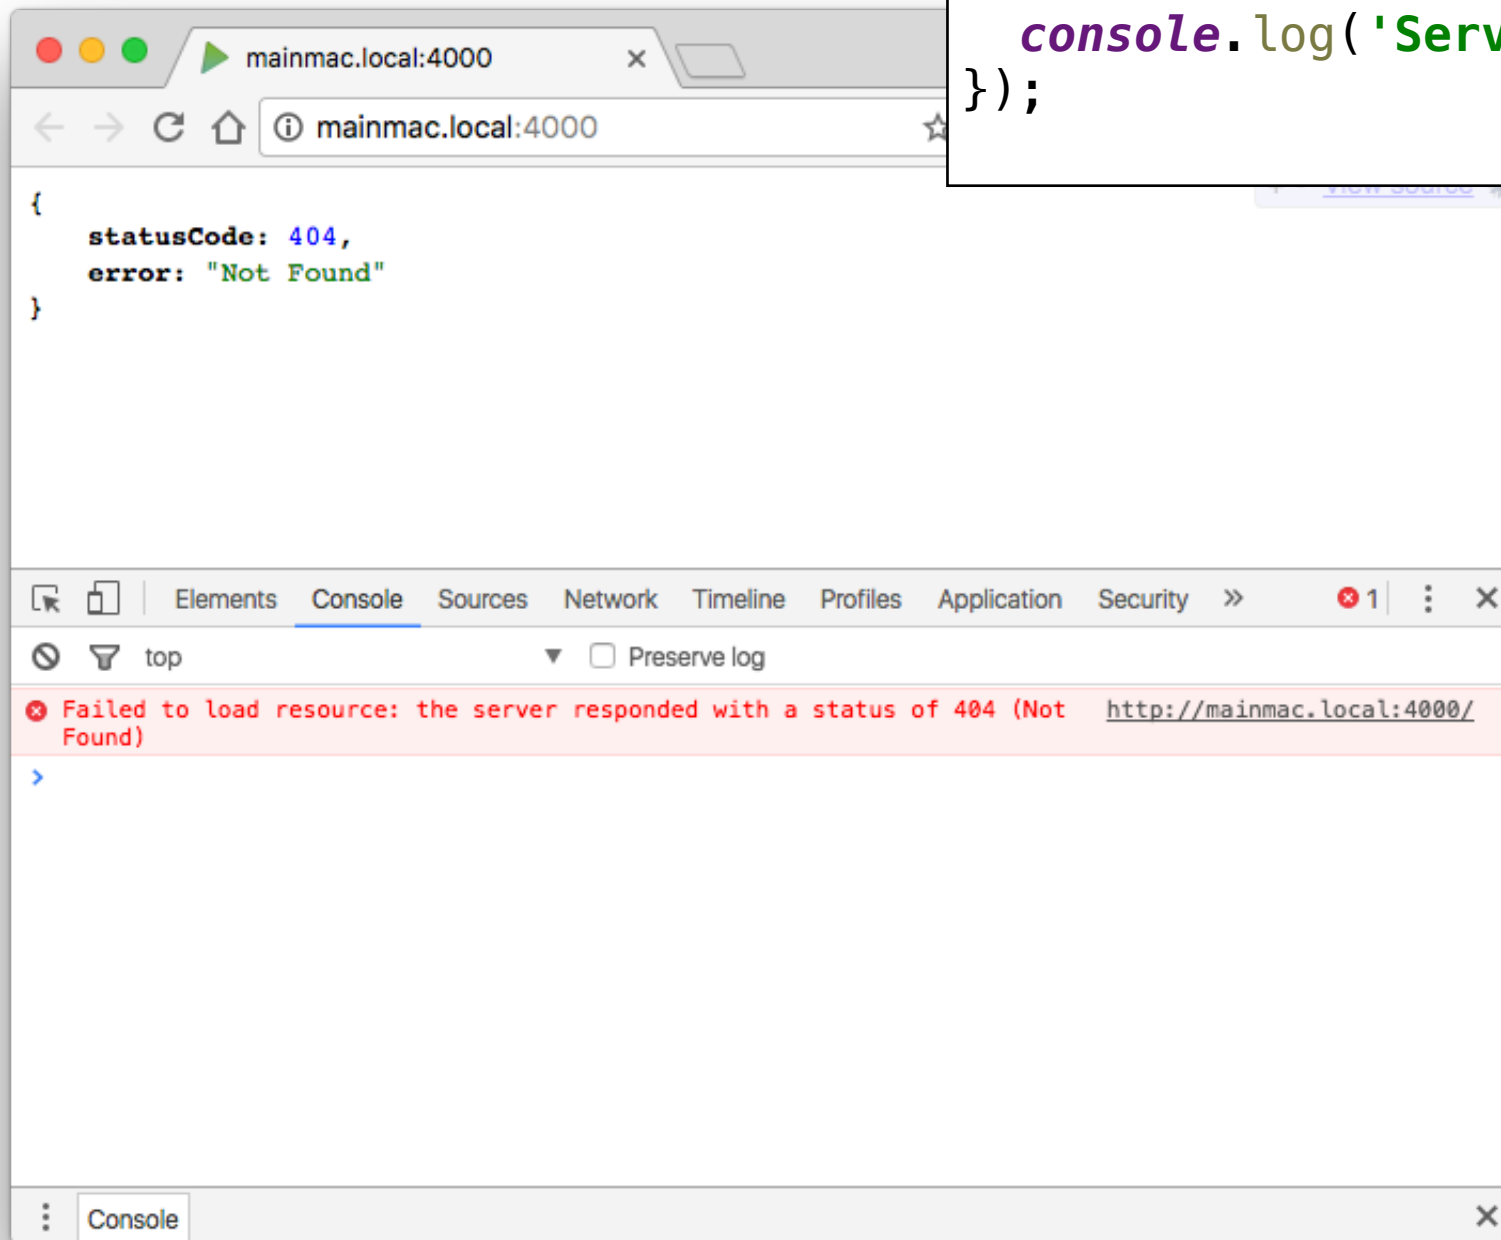 console.log('Serv
});
mainmac.local:4000
mainmac.local:4000
View source
{
statusCode: 404,
error: "Not Found"
}
Elements Console Sources Network Timeline Profiles Application Security » 1
top Preserve log
Failed to load resource: the server responded with a status of 404 (Not http://mainmac.local:4000/
Found)
>
Console